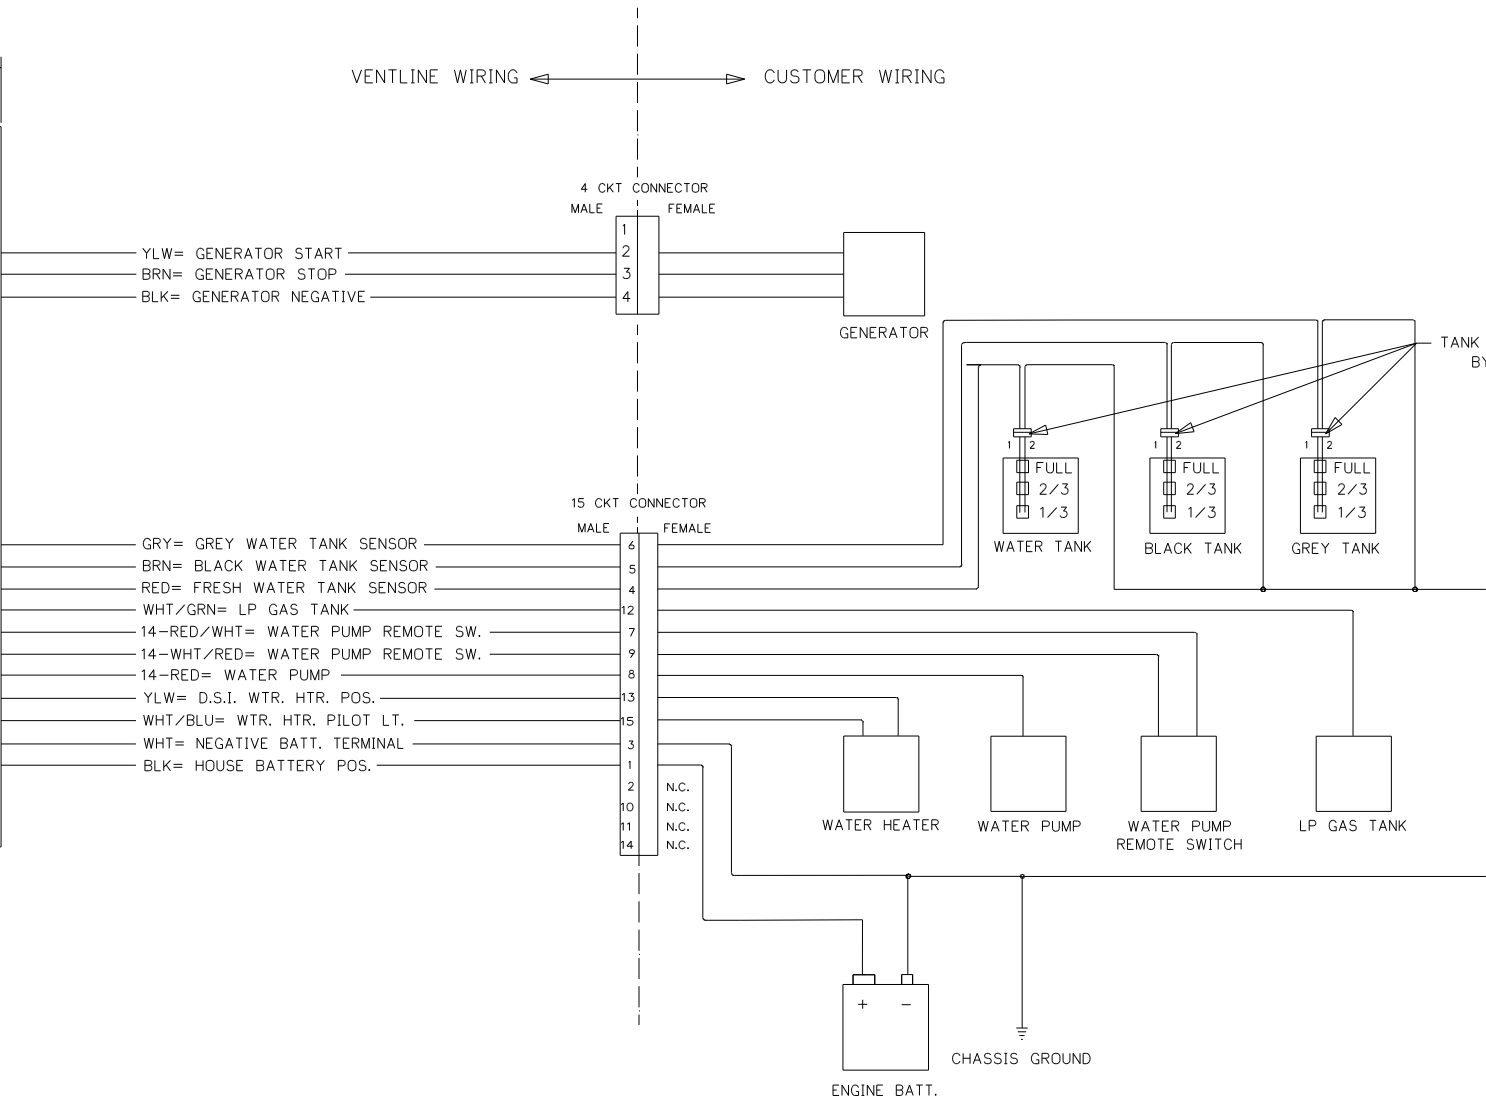 VENTLINE WIRING
CUSTOMER WIRING
4 CKT CONNECTOR
MALE
FEMALE
1
YLW= GENERATOR START
2
BRN= GENERATOR STOP
3
BLK= GENERATOR NEGATIVE
4
GENERATOR
TANK
BY
1 2
1 2
1 2
FULL
2/3
1/3
WATER TANK
FULL
2/3
1/3
BLACK TANK
FULL
2/3
1/3
GREY TANK
15 CKT CONNECTOR
MALE
FEMALE
GRY= GREY WATER TANK SENSOR
6
BRN= BLACK WATER TANK SENSOR
5
RED= FRESH WATER TANK SENSOR
4
WHT/GRN= LP GAS TANK
12
14-RED/WHT= WATER PUMP REMOTE SW.
7
14-WHT/RED= WATER PUMP REMOTE SW.
9
14-RED= WATER PUMP
8
YLW= D.S.I. WTR. HTR. POS.
13
WHT/BLU= WTR. HTR. PILOT LT.
15
WHT= NEGATIVE BATT. TERMINAL
3
BLK= HOUSE BATTERY POS.
1
2 N.C.
10 N.C.
11 N.C.
14 N.C.
WATER HEATER
WATER PUMP
WATER PUMP
REMOTE SWITCH
LP GAS TANK
+ -
CHASSIS GROUND
ENGINE BATT.